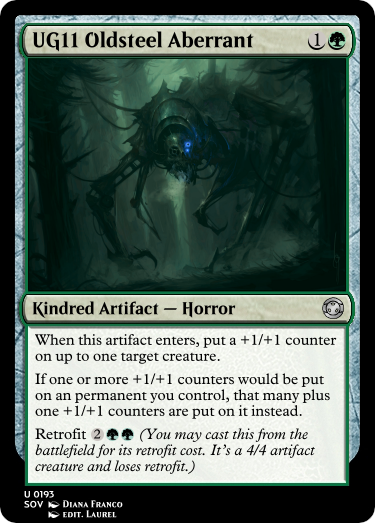 UG11 Oldsteel Aberrant 1
Kindred Artifact — Horror
When this artifact enters, put a +1/+1 counter
on up to one target creature.
If one or more +1/+1 counters would be put
on an permanent you control, that many plus
one +1/+1 counters are put on it instead.
Retrofit 2 (You may cast this from the
battlefield for its retrofit cost. It's a 4/4 artifact
creature and loses retrofit.)
U 0193
SOV Diana Franco
edit. Laurel